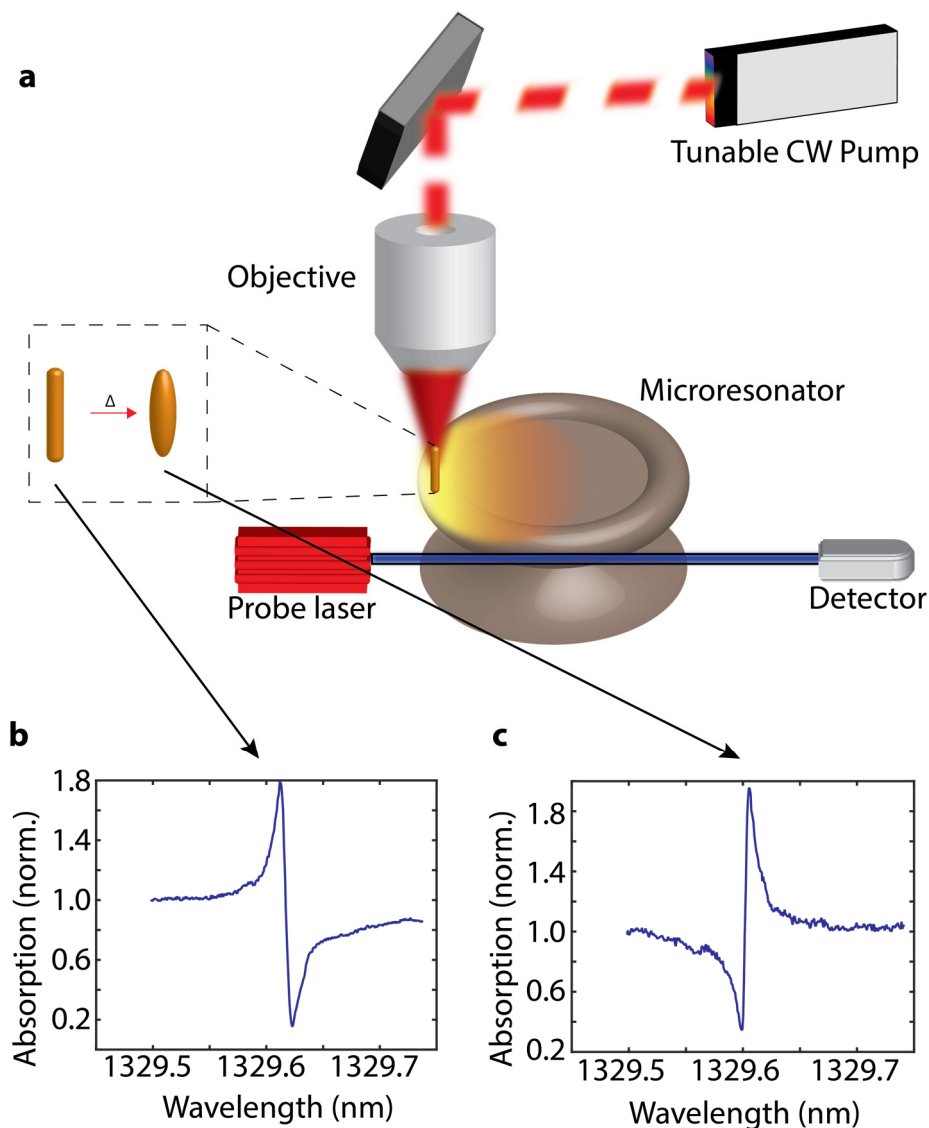 a
Tunable CW Pump
Objective
Microresonator
Δ
Probe laser
Detector
b
1.8
1.4
1.0
0.6
0.2
Absorption (norm.)
1329.5 1329.6 1329.7
Wavelength (nm)
c
1.8
1.4
1.0
0.6
0.2
Absorption (norm.)
1329.5 1329.6 1329.7
Wavelength (nm)